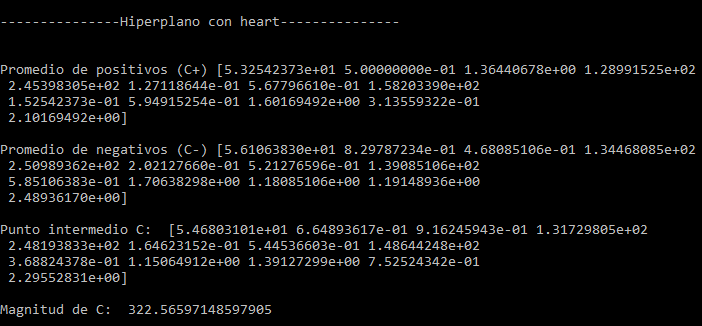 ---------------Hiperplano con heart---------------
Promedio de positivos (C+) [5.32542373e+01 5.00000000e-01 1.36440678e+00 1.28991525e+02
2.45398305e+02 1.27118644e-01 5.67796610e-01 1.58203390e+02
1.52542373e-01 5.94915254e-01 1.60169492e+00 3.13559322e-01
2.10169492e+00]
Promedio de negativos (C-) [5.61063830e+01 8.29787234e-01 4.68085106e-01 1.34468085e+02
2.50989362e+02 2.02127660e-01 5.21276596e-01 1.39085106e+02
5.85106383e-01 1.70638298e+00 1.18085106e+00 1.19148936e+00
2.48936170e+00]
Punto intermedio C:  [5.46803101e+01 6.64893617e-01 9.16245943e-01 1.31729805e+02
2.48193833e+02 1.64623152e-01 5.44536603e-01 1.48644248e+02
3.68824378e-01 1.15064912e+00 1.39127299e+00 7.52524342e-01
2.29552831e+00]
Magnitud de C:  322.56597148597905